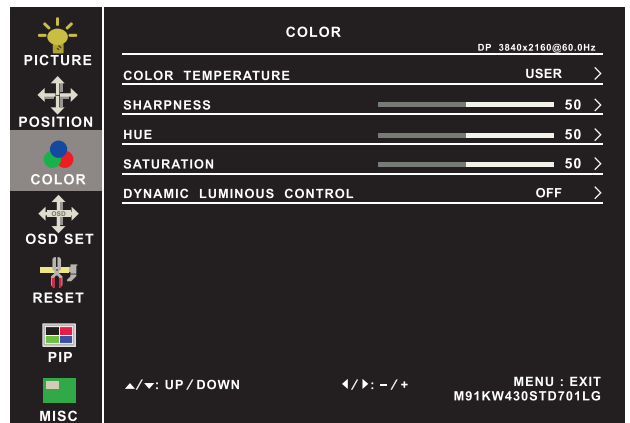 COLOR
DP 3840x2160@60.0Hz
PICTURE
COLOR TEMPERATURE USER >
SHARPNESS 50 >
POSITION
HUE 50 >
SATURATION 50 >
COLOR
DYNAMIC LUMINOUS CONTROL OFF >
OSD
OSD SET
RESET
PIP
▲/▼: UP/DOWN ◀/▶: –/+ MENU : EXIT
M91KW430STD701LG
MISC